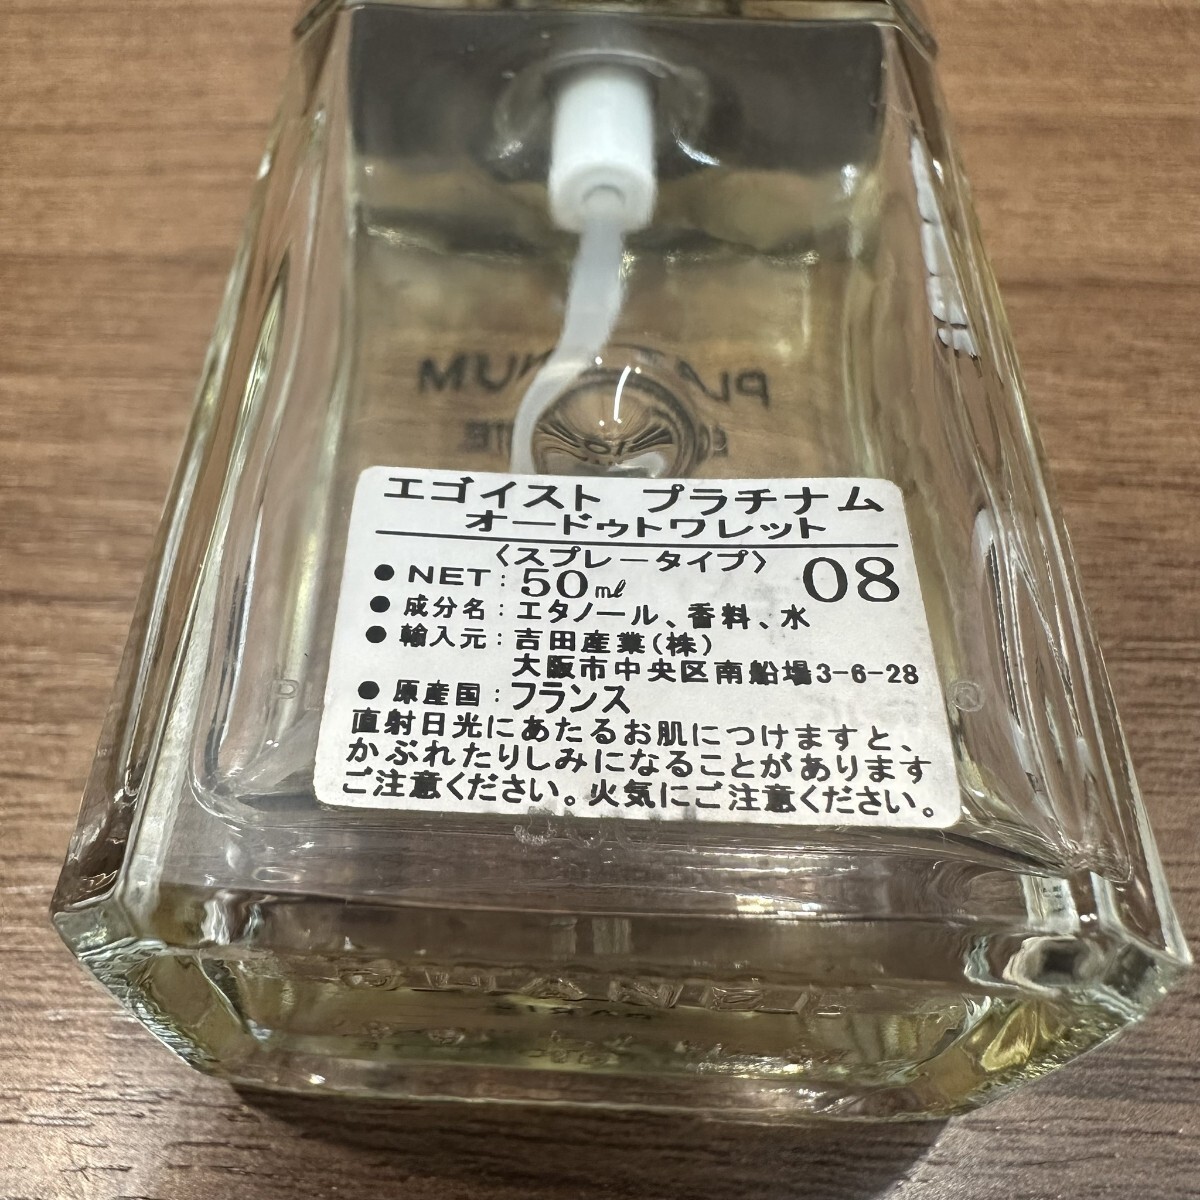 PLA NUM
エゴイスト プラチナム
オードゥトワレット
〈スプレータイプ〉
● NET : 50㎖ 08
● 成分名 : エタノール、香料、水
● 輸入元 : 吉田産業(株)
大阪市中央区南船場3-6-28
● 原産国 : フランス
直射日光にあたるお肌につけますと、
かぶれたりしみになることがあります
ご注意ください。火気にご注意ください。
CHANEL
PARIS